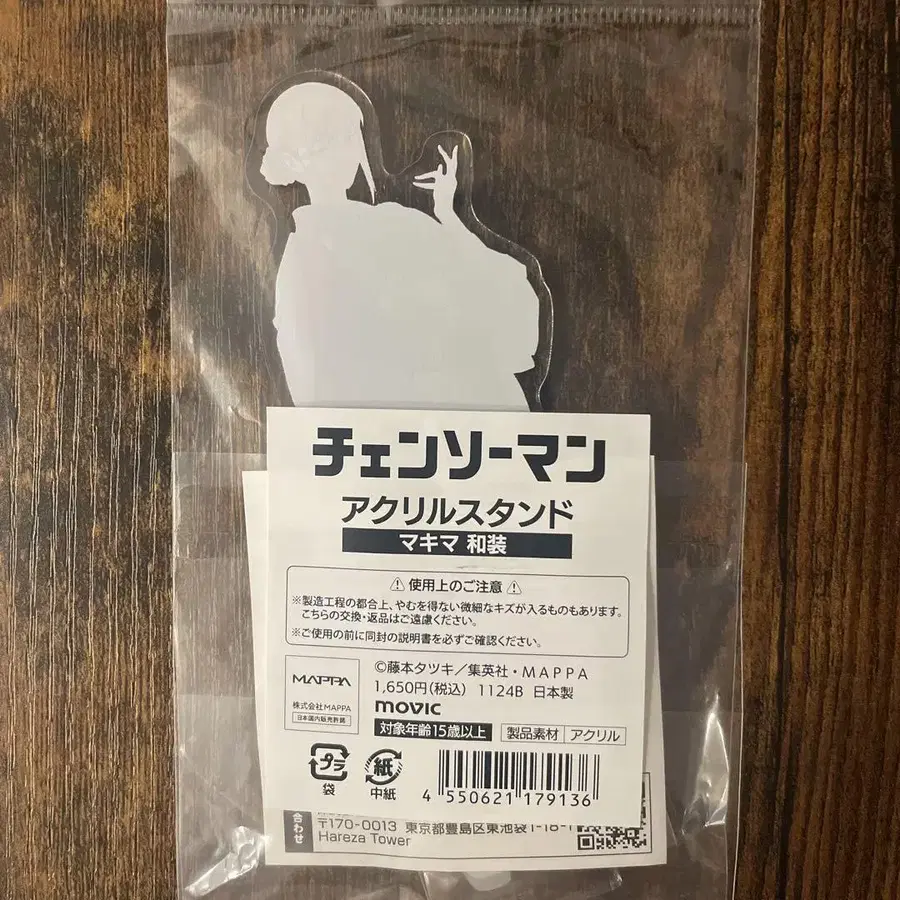 チェンソーマン
アクリルスタンド
マキマ 和装
⚠使用上のご注意⚠
※製造工程の都合上、やむを得ない微細なキズが入るものもあります。
こちらの交換・返品はご遠慮ください。
※ご使用の前に同封の説明書を必ずご確認ください。
MAPPA
株式会社MAPPA
日本国内販売許諾
©藤本タツキ／集英社・MAPPA
1,650円(税込) 1124B 日本製
movic
対象年齢15歳以上 製品素材 アクリル
プラ
袋
紙
中紙
4 550621 179136
合わせ
〒170-0013 東京都豊島区東池袋1-18-1
Hareza Tower